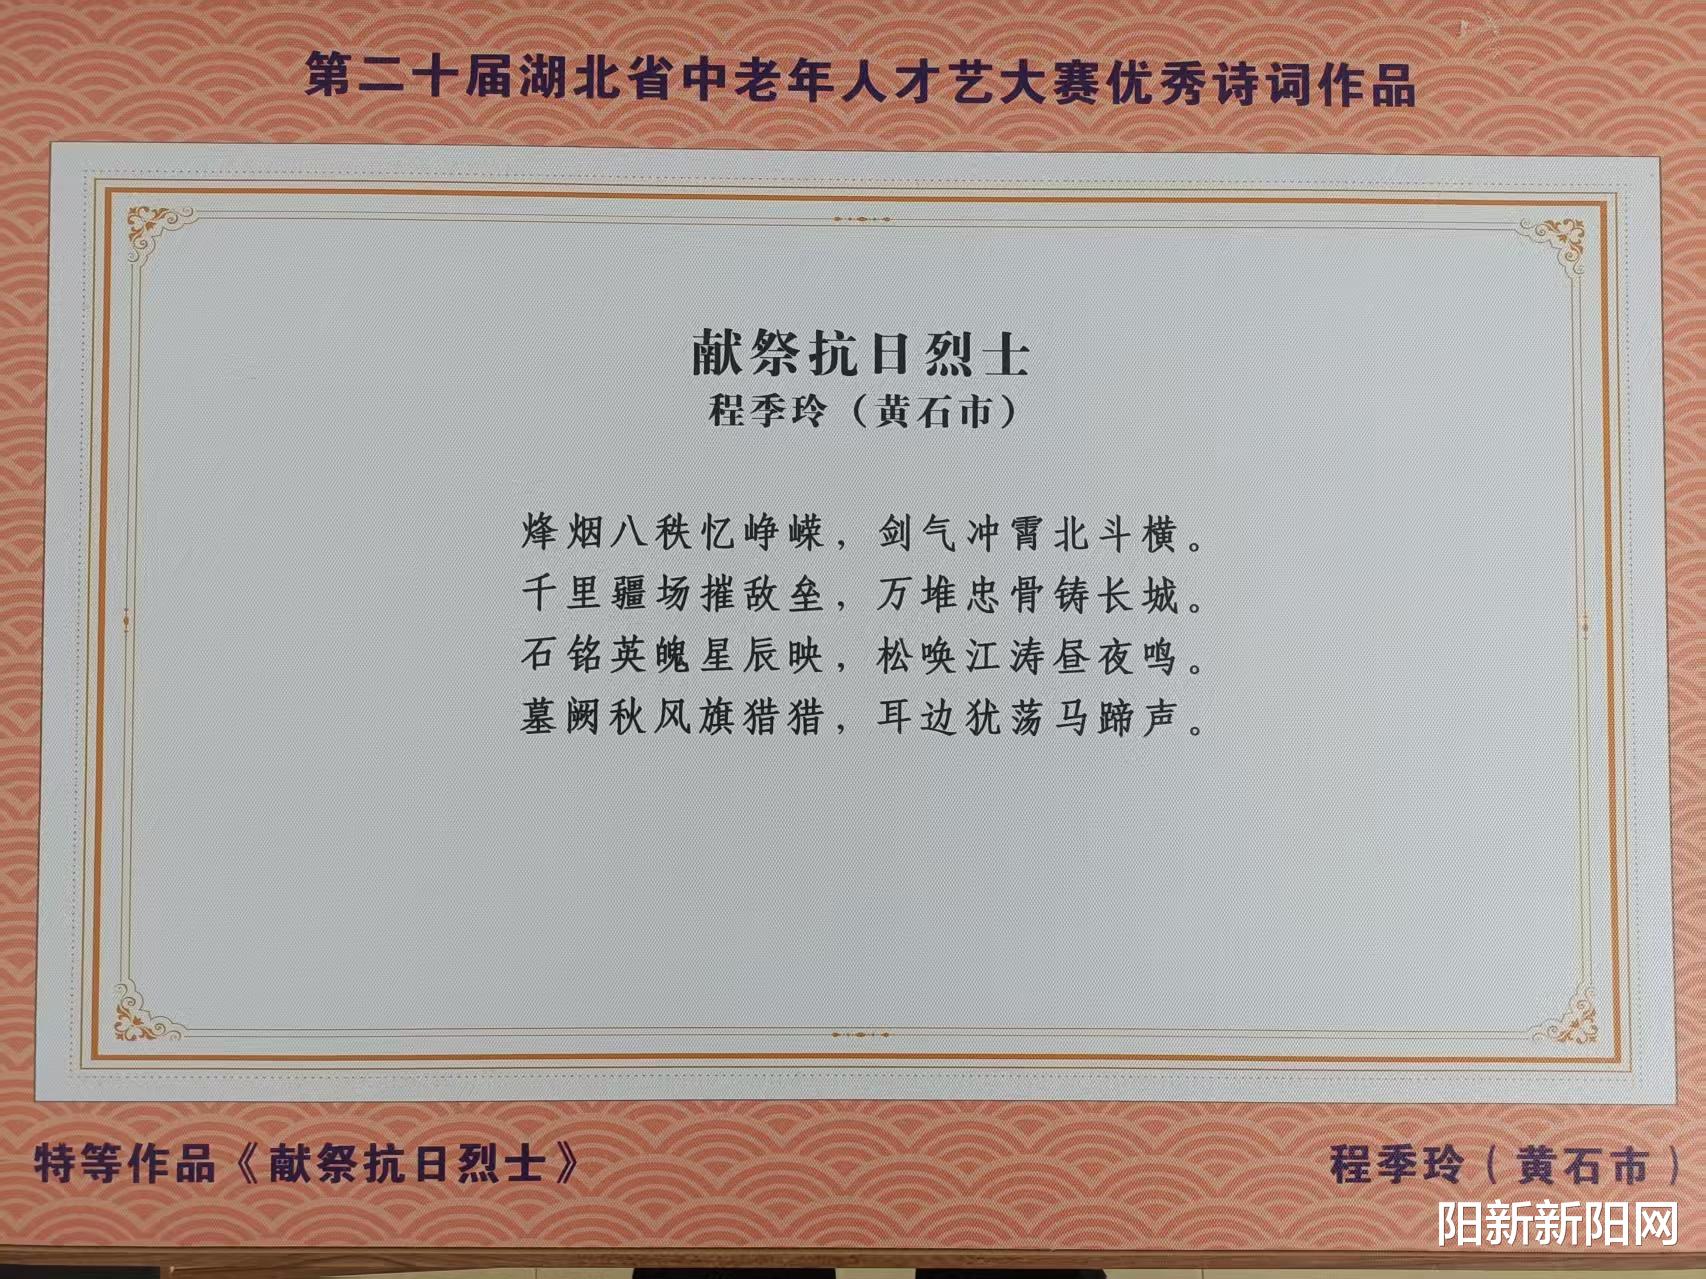 第二十届湖北省中老年人才艺大赛优秀诗词作品
献祭抗日烈士
程季玲（黄石市）
烽烟八秩忆峥嵘，剑气冲霄北斗横。
千里疆场摧敌垒，万堆忠骨铸长城。
石铭英魄星辰映，松唤江涛昼夜鸣。
墓阙秋风旗猎猎，耳边犹荡马蹄声。
特等作品《献祭抗日烈士》
程季玲（黄石市）
阳新新阳网